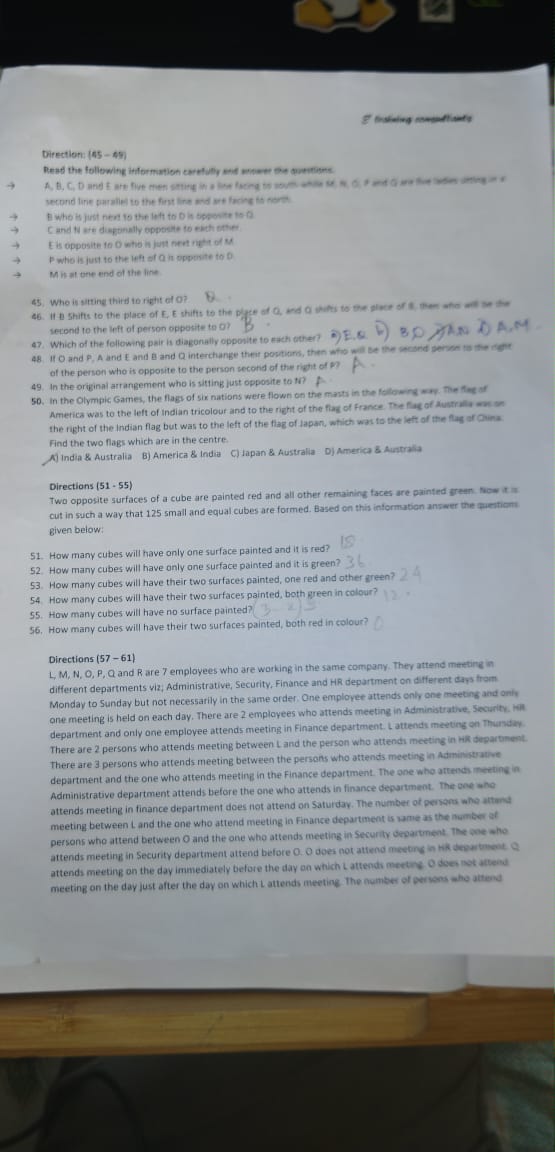 training consultants
Direction: (45 - 49)
Read the following information carefully and answer the questions.
→ A, B, C, D and E are five men sitting in a line facing to south while M, N, O, P and Q are five ladies sitting in a
second line parallel to the first line and are facing to north.
→ B who is just next to the left to D is opposite to Q.
→ C and N are diagonally opposite to each other.
→ E is opposite to O who is just next right of M.
→ P who is just to the left of Q is opposite to D.
→ M is at one end of the line.
45. Who is sitting third to right of O?
46. If B Shifts to the place of E, E shifts to the place of Q, and Q shifts to the place of B, then who will be the
second to the left of person opposite to O? B
47. Which of the following pair is diagonally opposite to each other? a) E,Q b) B O AN D) A,M
48. If O and P, A and E and B and Q interchange their positions, then who will be the second person to the right
of the person who is opposite to the person second of the right of P? A
49. In the original arrangement who is sitting just opposite to N? A
50. In the Olympic Games, the flags of six nations were flown on the masts in the following way. The flag of
America was to the left of Indian tricolour and to the right of the flag of France. The flag of Australia was on
the right of the Indian flag but was to the left of the flag of Japan, which was to the left of the flag of China.
Find the two flags which are in the centre.
A) India & Australia B) America & India C) Japan & Australia D) America & Australia
Directions (51 - 55)
Two opposite surfaces of a cube are painted red and all other remaining faces are painted green. Now it is
cut in such a way that 125 small and equal cubes are formed. Based on this information answer the questions
given below:
51. How many cubes will have only one surface painted and it is red? 18
52. How many cubes will have only one surface painted and it is green? 36
53. How many cubes will have their two surfaces painted, one red and other green? 24
54. How many cubes will have their two surfaces painted, both green in colour? 12
55. How many cubes will have no surface painted?
56. How many cubes will have their two surfaces painted, both red in colour? 0
Directions (57 – 61)
L, M, N, O, P, Q and R are 7 employees who are working in the same company. They attend meeting in
different departments viz; Administrative, Security, Finance and HR department on different days from
Monday to Sunday but not necessarily in the same order. One employee attends only one meeting and only
one meeting is held on each day. There are 2 employees who attends meeting in Administrative, Security, HR
department and only one employee attends meeting in Finance department. L attends meeting on Thursday.
There are 2 persons who attends meeting between L and the person who attends meeting in HR department.
There are 3 persons who attends meeting between the persons who attends meeting in Administrative
department and the one who attends meeting in the Finance department. The one who attends meeting in
Administrative department attends before the one who attends in finance department. The one who
attends meeting in finance department does not attend on Saturday. The number of persons who attend
meeting between L and the one who attend meeting in Finance department is same as the number of
persons who attend between O and the one who attends meeting in Security department. The one who
attends meeting in Security department attend before O. O does not attend meeting in HR department. Q
attends meeting on the day immediately before the day on which L attends meeting. O does not attend
meeting on the day just after the day on which L attends meeting. The number of persons who attend